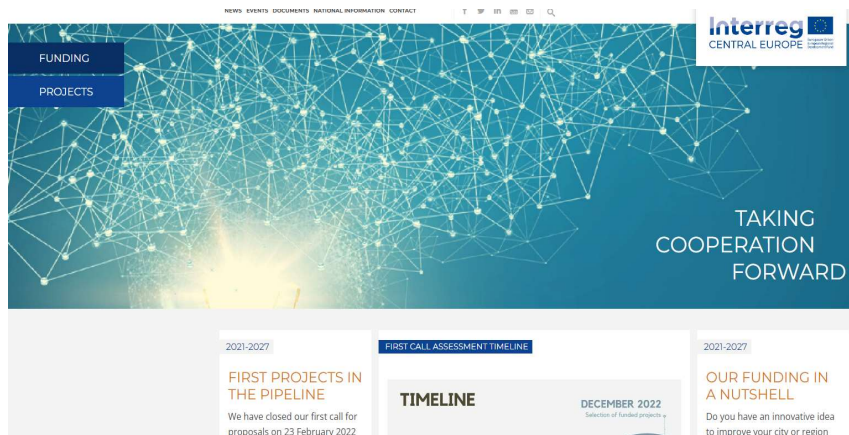 NEWS EVENTS DOCUMENTS NATIONAL INFORMATION CONTACT
Interreg
CENTRAL EUROPE
FUNDING
PROJECTS
TAKING
COOPERATION
FORWARD
2021-2027
FIRST PROJECTS IN
THE PIPELINE
We have closed our first call for
proposals on 23 February 2022
FIRST CALL ASSESSMENT TIMELINE
TIMELINE
DECEMBER 2022
Selection of funded projects
2021-2027
OUR FUNDING IN
A NUTSHELL
Do you have an innovative idea
to improve your city or region